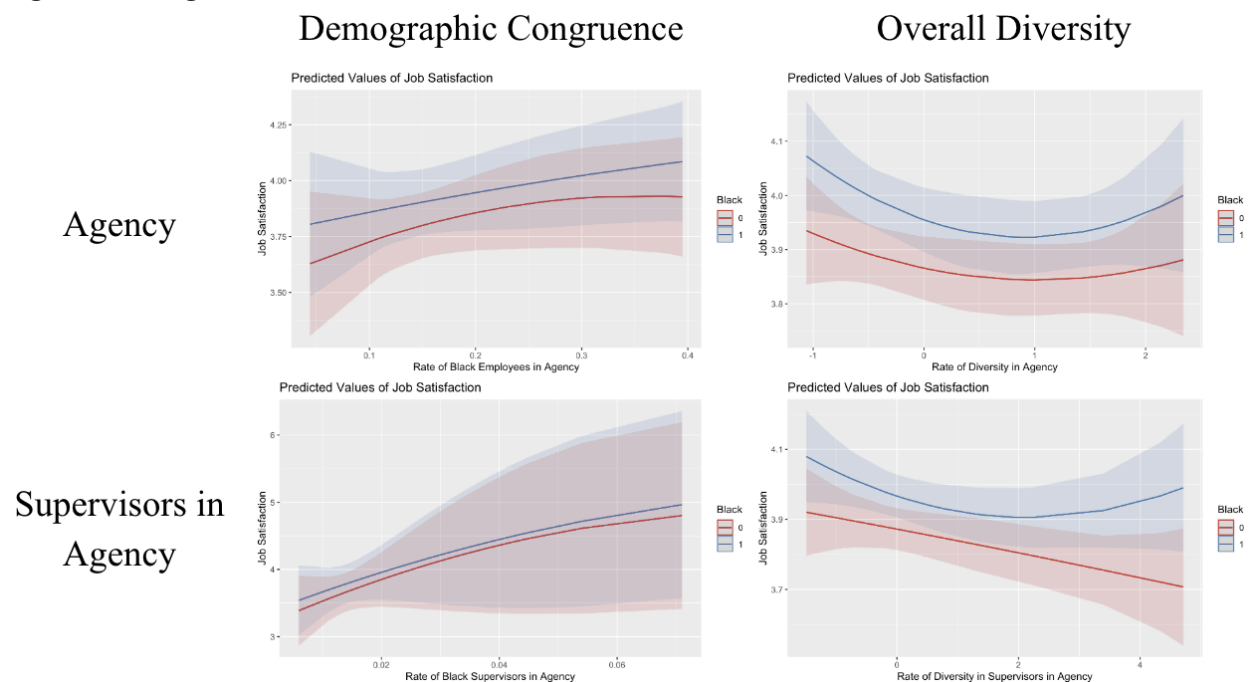 Demographic Congruence
Overall Diversity
Agency
Predicted Values of Job Satisfaction
Job Satisfaction
4.25
4.00
3.75
3.50
0.1
0.2
0.3
0.4
Rate of Black Employees in Agency
Black
0
1
Predicted Values of Job Satisfaction
Job Satisfaction
4.1
4.0
3.9
3.8
-1
0
1
2
Rate of Diversity in Agency
Black
0
1
Supervisors in
Agency
Predicted Values of Job Satisfaction
Job Satisfaction
6
5
4
3
0.02
0.04
0.06
Rate of Black Supervisors in Agency
Black
0
1
Predicted Values of Job Satisfaction
Job Satisfaction
4.1
3.9
3.7
0
2
4
Rate of Diversity in Supervisors in Agency
Black
0
1